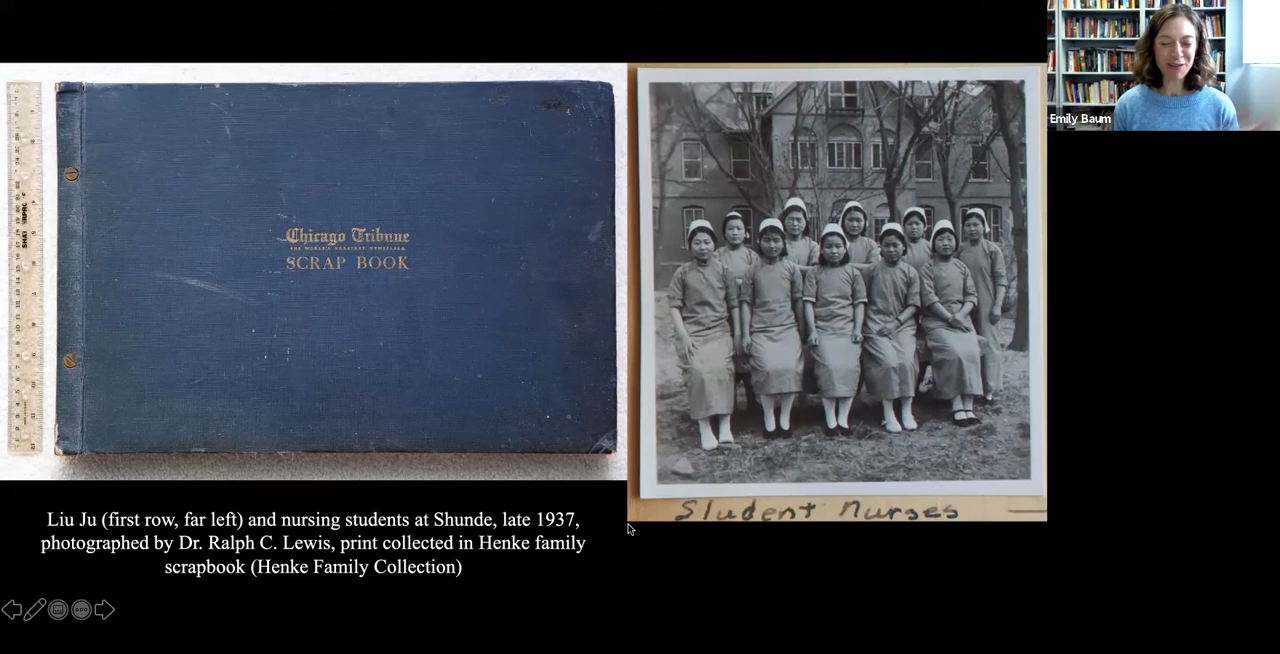 Chicago Tribune
THE WORLD'S GREATEST NEWSPAPER
SCRAP BOOK
Student Nurses
Emily Baum
Liu Ju (first row, far left) and nursing students at Shunde, late 1937,
photographed by Dr. Ralph C. Lewis, print collected in Henke family
scrapbook (Henke Family Collection)